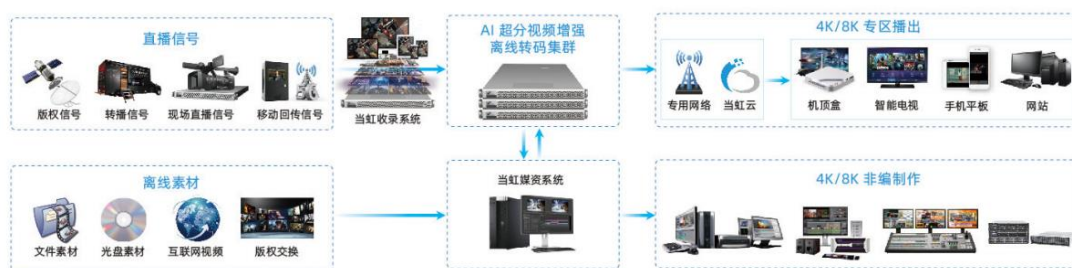 直播信号
版权信号
转播信号
现场直播信号
移动回传信号
当虹收录系统
AI 超分视频增强
离线转码集群
4K/8K 专区播出
专用网络
当虹云
机顶盒
智能电视
手机平板
网站
离线素材
文件素材
光盘素材
互联网视频
版权交换
当虹媒资系统
4K/8K 非编制作